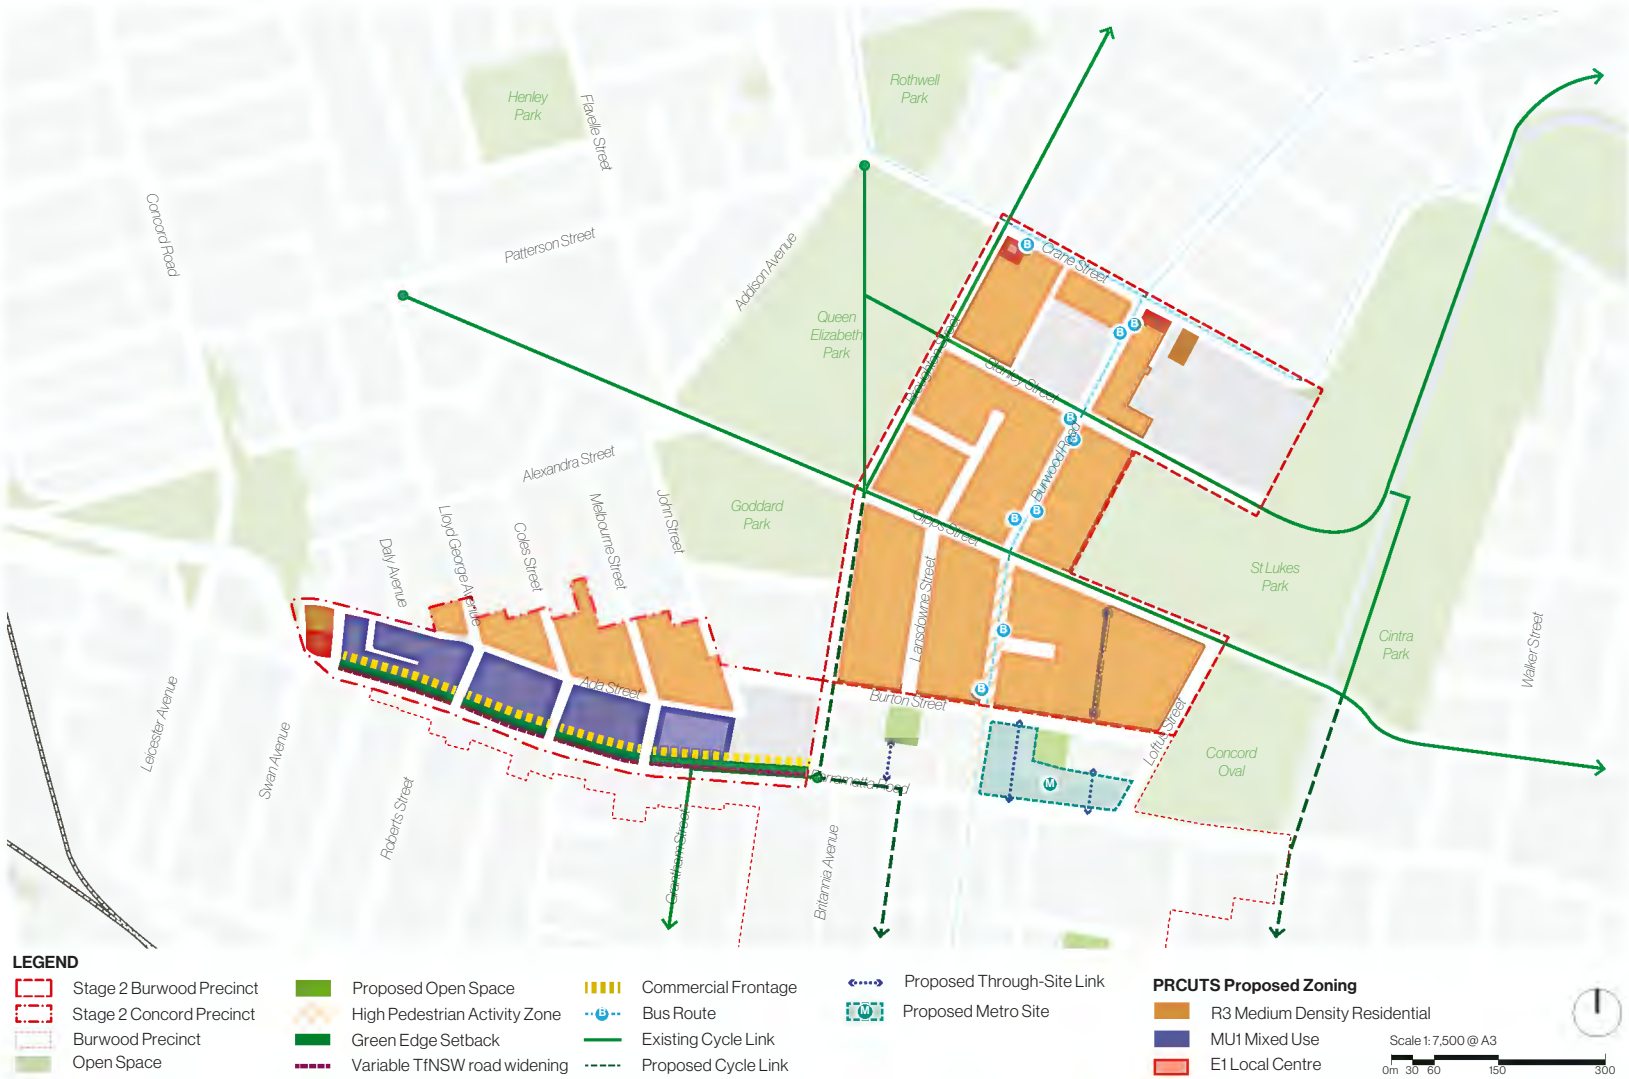 Rothwell
Park
Henley
Park
Flavelle Street
Concord Road
Patterson Street
Addison Avenue
Crane Street
Queen
Elizabeth
Park
B
B
B
Stanley Street
B
B
Burwood Road
Alexandra Street
Goddard
Park
B
B
Gipps Street
Lloyd George Avenue
Coles Street
Melbourne Street
John Street
Daly Avenue
St Lukes
Park
Lansdowne Street
B
Cintra
Park
Walker Street
Ada Street
B
Burton Street
Loftus Street
Leicester Avenue
Swan Avenue
Concord
Oval
M
Parramatta Road
Roberts Street
Grantham Street
Britannia Avenue
LEGEND
Stage 2 Burwood Precinct
Stage 2 Concord Precinct
Burwood Precinct
Open Space
Proposed Open Space
High Pedestrian Activity Zone
Green Edge Setback
Variable TfNSW road widening
Commercial Frontage
B
Bus Route
Existing Cycle Link
Proposed Cycle Link
Proposed Through-Site Link
M
Proposed Metro Site
PRCUTS Proposed Zoning
R3 Medium Density Residential
MU1 Mixed Use
E1 Local Centre
Scale 1: 7,500 @ A3
0m 30 60 150 300